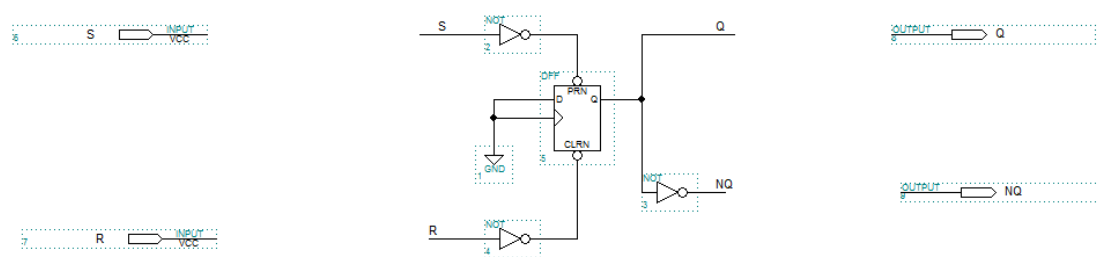 6 S INPUT VCC
S NOT 2
Q
OUTPUT 8 Q
DFF PRN D Q CLRN 5
GND 1
NOT 3 NQ
OUTPUT 9 NQ
7 R INPUT VCC
R NOT 4